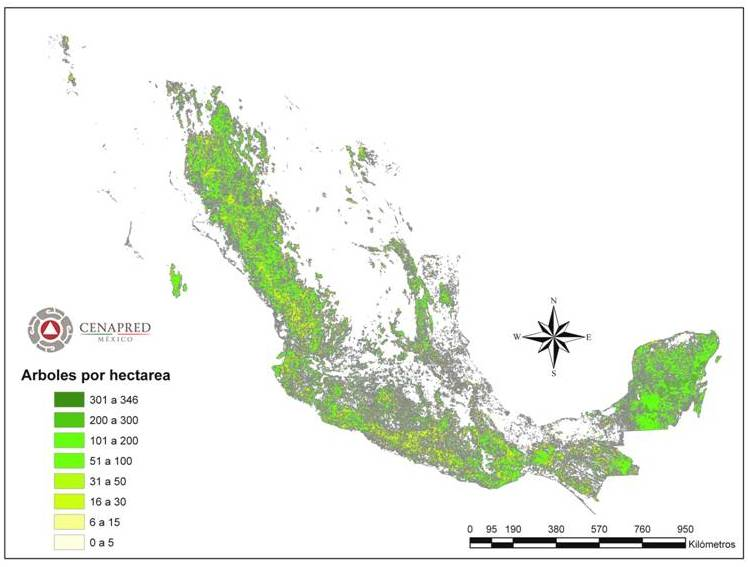 N
W E
S
CENAPRED
MÉXICO
Arboles por hectarea
301 a 346
200 a 300
101 a 200
51 a 100
31 a 50
16 a 30
6 a 15
0 a 5
0 95 190 380 570 760 950
Kilómetros